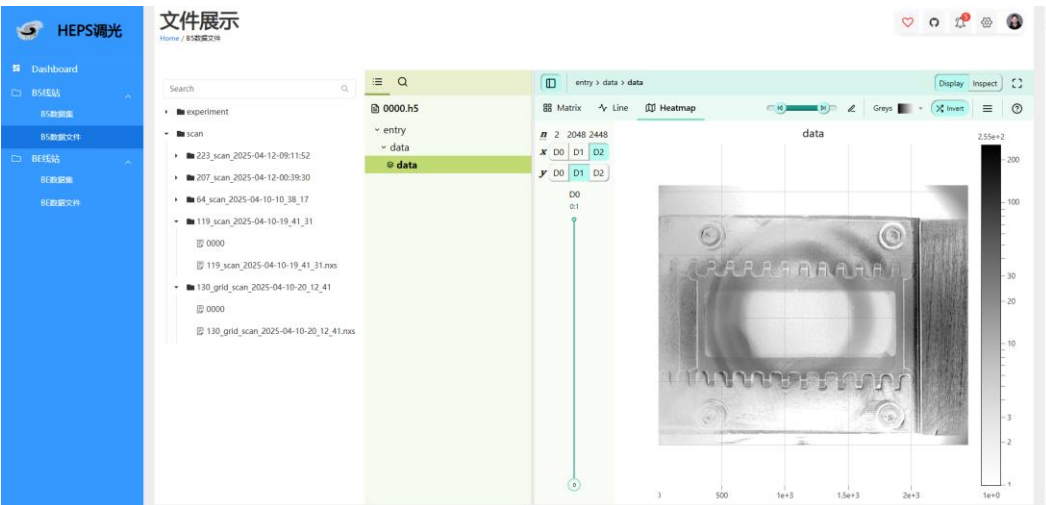 HEPS调光
Dashboard
B5线站
B5数据集
B5数据文件
BE线站
BE数据集
BE数据文件
文件展示
Home / B5数据文件
5
Search
experiment
scan
223_scan_2025-04-12-09:11:52
207_scan_2025-04-12-00:39:30
64_scan_2025-04-10-10_38_17
119_scan_2025-04-10-19_41_31
0000
119_scan_2025-04-10-19_41_31.nxs
130_grid_scan_2025-04-10-20_12_41
0000
130_grid_scan_2025-04-10-20_12_41.nxs
0000.h5
entry
data
data
entry > data > data
Display Inspect
Matrix Line Heatmap
Greys Invert
n 2 2048 2448
x D0 D1 D2
y D0 D1 D2
D0
0:1
0
data
2.55e+2
200
100
30
20
10
3
2
1
1e+0
500 1e+3 1.5e+3 2e+3